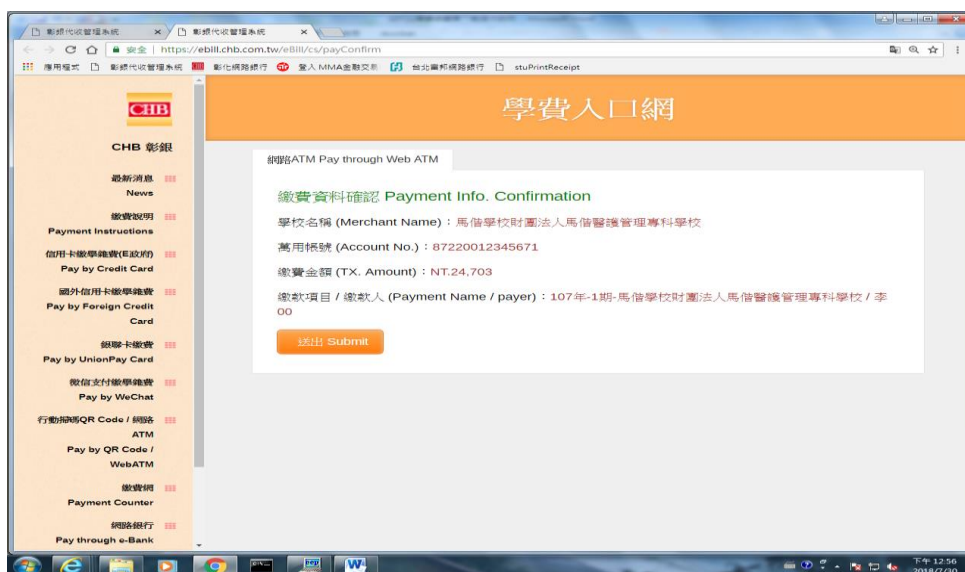 彰銀代收管理系統
彰銀代收管理系統
安全 | https://ebill.chb.com.tw/eBill/cs/payConfirm
應用程式
彰銀代收管理系統
彰化網路銀行
登入MMA金融交易
台北富邦網路銀行
stuPrintReceipt
CHB
CHB 彰銀
最新消息
News
繳費說明
Payment Instructions
信用卡繳學雜費(E政府)
Pay by Credit Card
國外信用卡繳學雜費
Pay by Foreign Credit
Card
銀聯卡繳費
Pay by UnionPay Card
微信支付繳學雜費
Pay by WeChat
行動掃碼QR Code / 網路
ATM
Pay by QR Code /
WebATM
繳費網
Payment Counter
網路銀行
Pay through e-Bank
學費入口網
網路ATM Pay through Web ATM
繳費資料確認 Payment Info. Confirmation
學校名稱 (Merchant Name)：馬偕學校財團法人馬偕醫護管理專科學校
萬用帳號 (Account No.)：87220012345671
繳費金額 (TX. Amount)：NT.24,703
繳款項目 / 繳款人 (Payment Name / payer)：107年-1期-馬偕學校財團法人馬偕醫護管理專科學校 / 李
00
送出 Submit
下午 12:56
2018/7/20